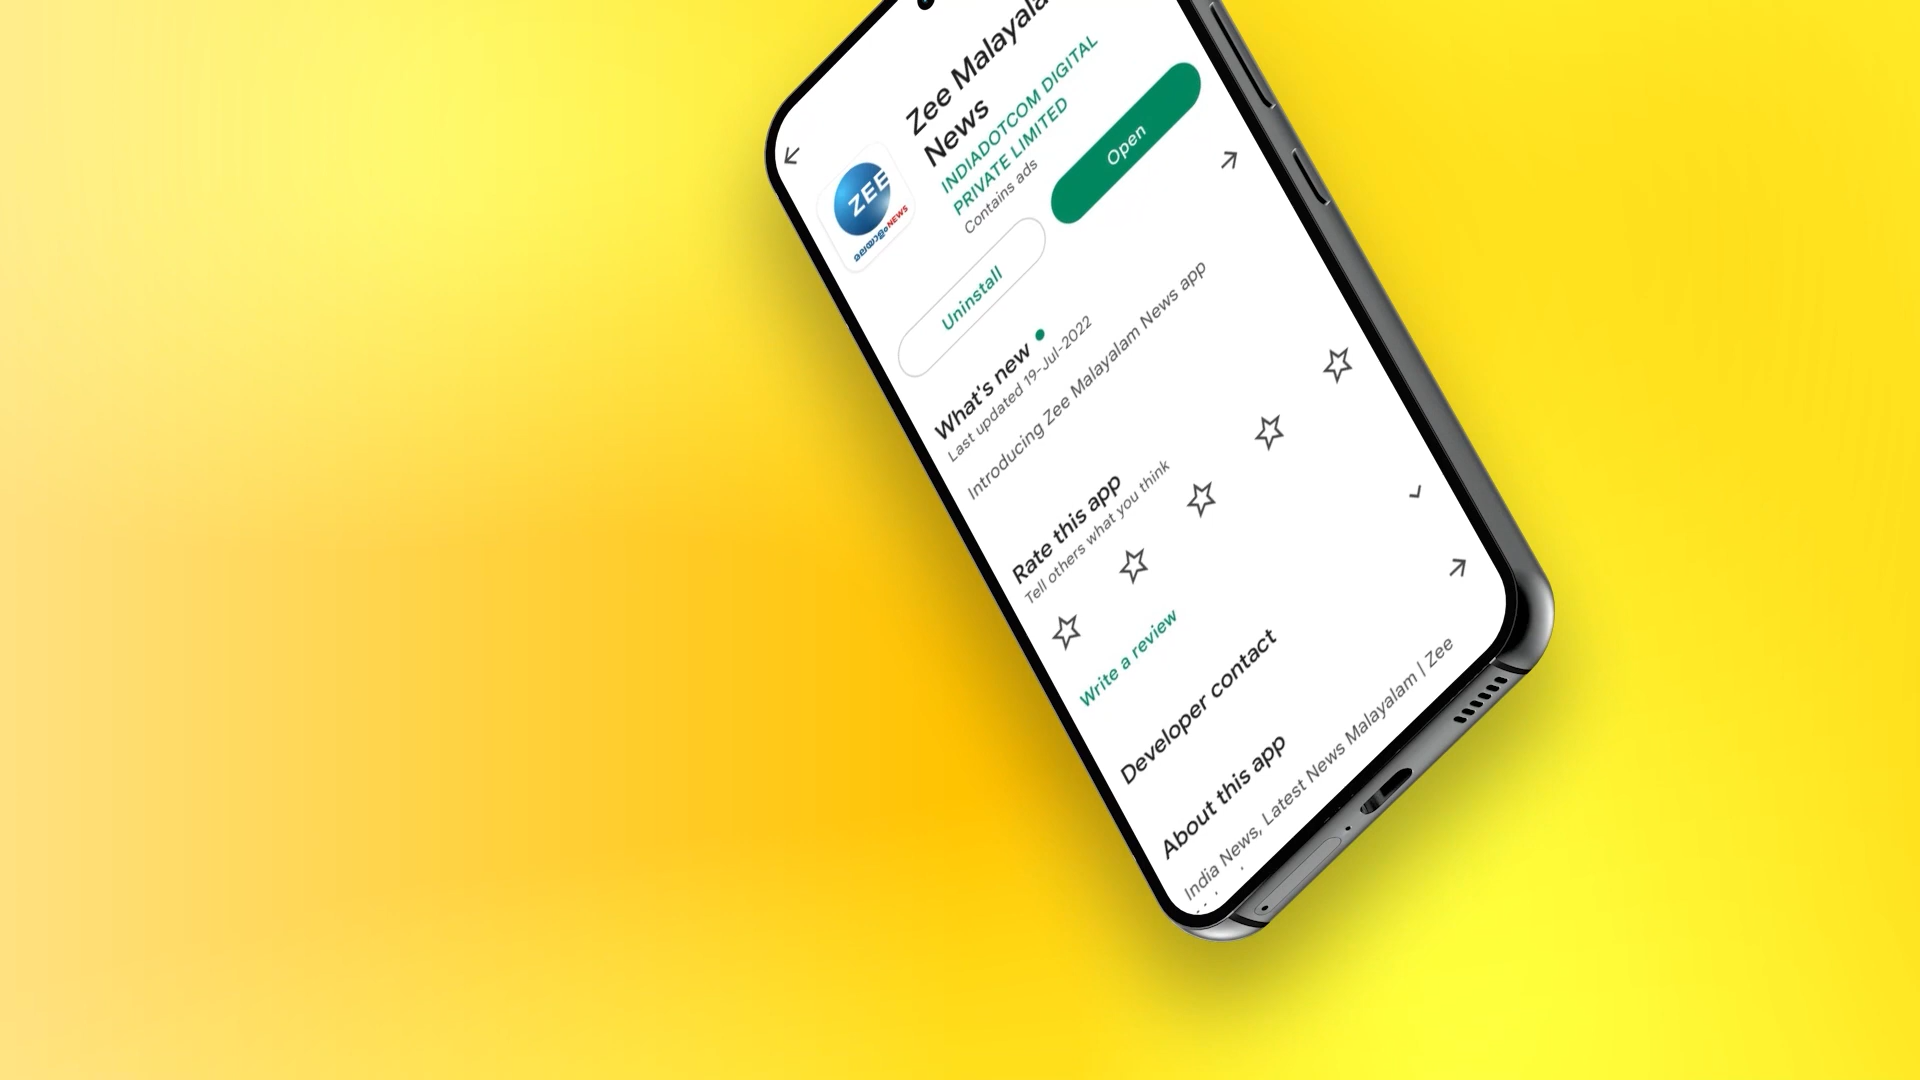 Zee Malayala
News
INDIADOTCOM DIGITAL
PRIVATE LIMITED
Contains ads
ZEE
മലയാളംNEWS
Uninstall
Open
What's new
Last updated 19-Jul-2022
Introducing Zee Malayalam News app
Rate this app
Tell others what you think
Write a review
Developer contact
About this app
India News, Latest News Malayalam | Zee